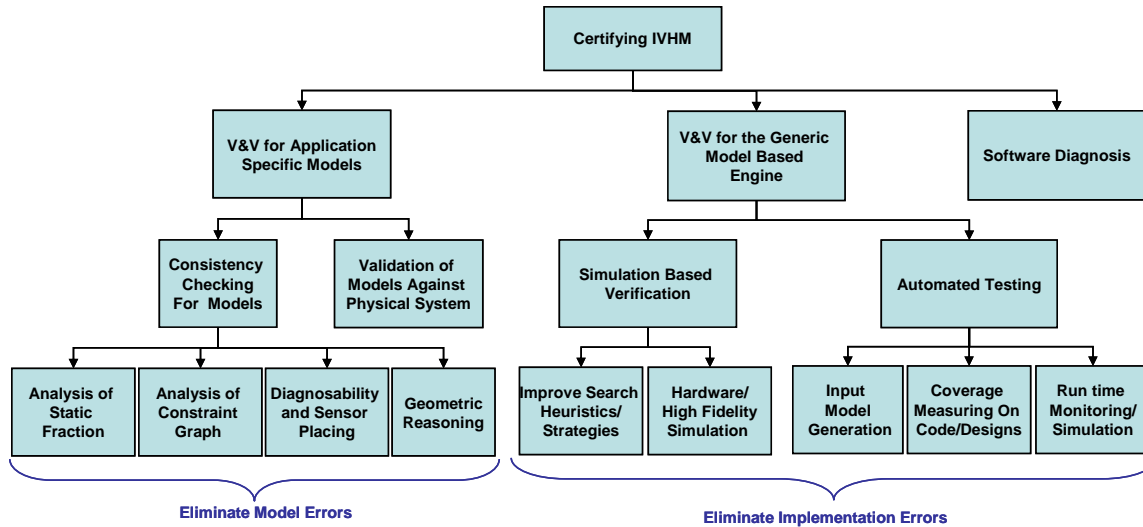 Certifying IVHM
V&V for Application
Specific Models
V&V for the Generic
Model Based
Engine
Software Diagnosis
Consistency
Checking
For Models
Validation of
Models Against
Physical System
Simulation Based
Verification
Automated Testing
Analysis of
Static
Fraction
Analysis of
Constraint
Graph
Diagnosability
and Sensor
Placing
Geometric
Reasoning
Improve Search
Heuristics/
Strategies
Hardware/
High Fidelity
Simulation
Input
Model
Generation
Coverage
Measuring On
Code/Designs
Run time
Monitoring/
Simulation
Eliminate Model Errors
Eliminate Implementation Errors